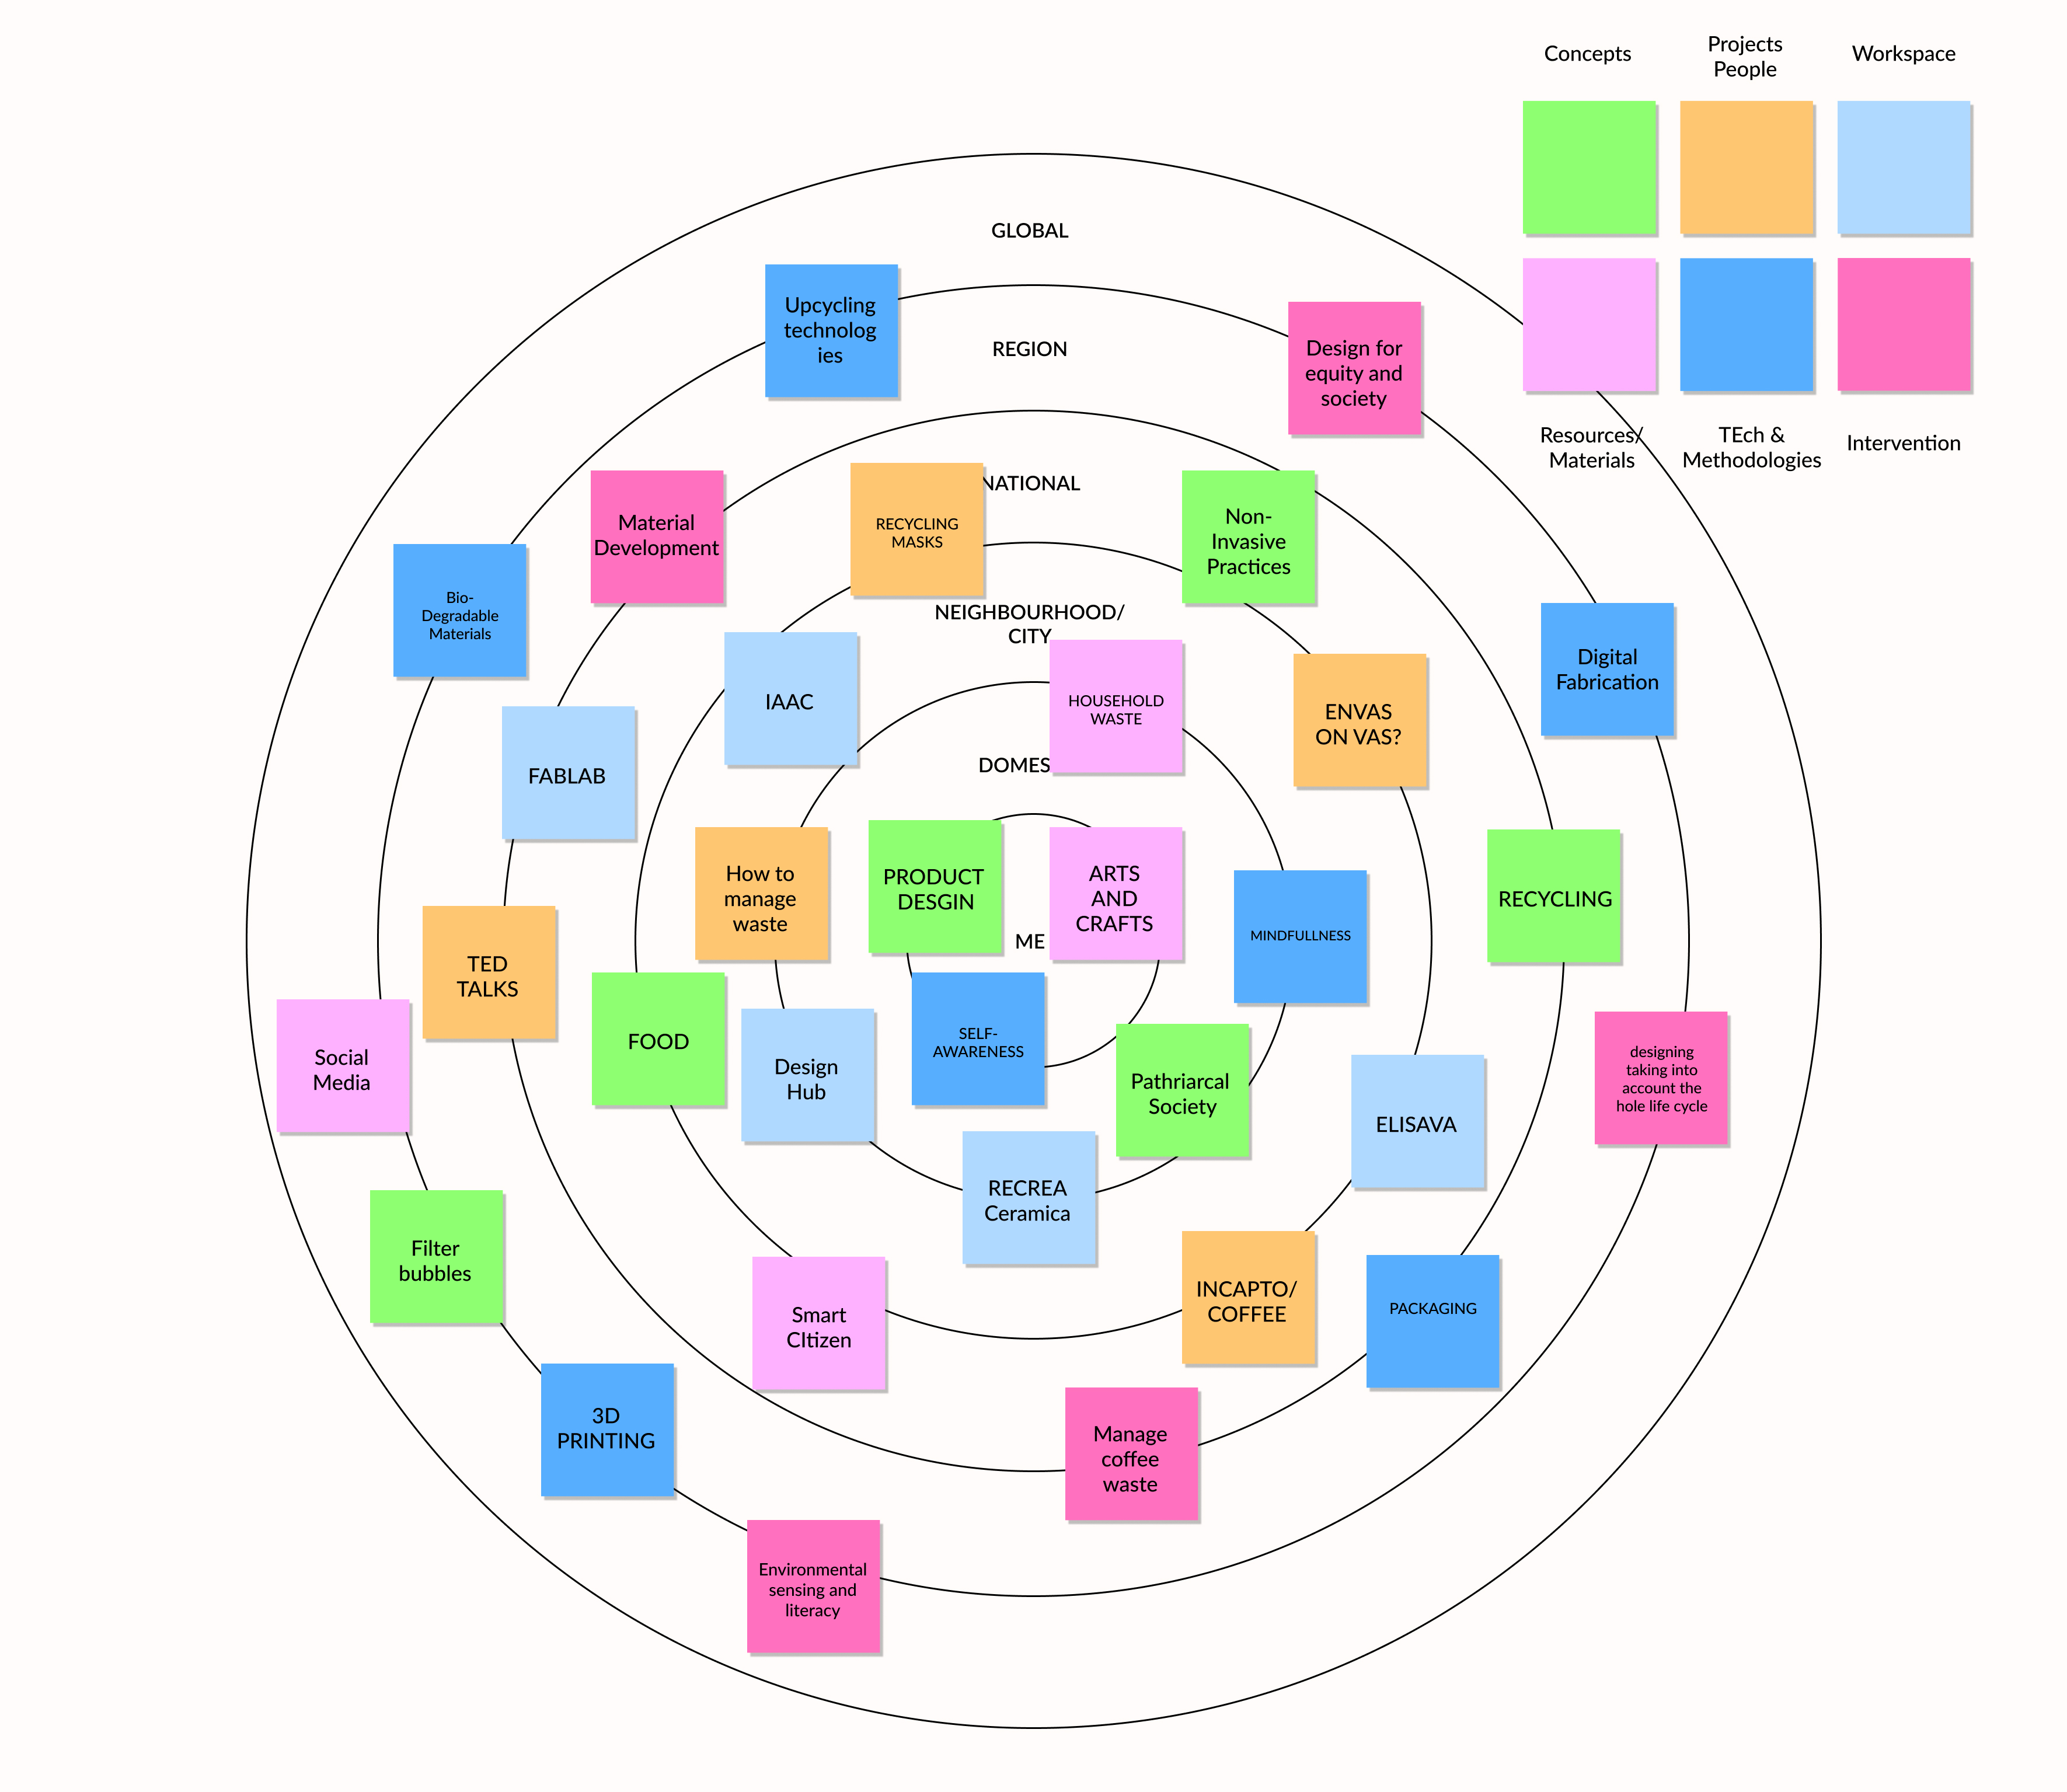 Concepts
Projects
People
Workspace
Resources/
Materials
TEch &
Methodologies
Intervention
GLOBAL
Upcycling
technolog
ies
REGION
Design for
equity and
society
Material
Development
RECYCLING
MASKS
NATIONAL
Non-
Invasive
Practices
Bio-
Degradable
Materials
NEIGHBOURHOOD/
CITY
Digital
Fabrication
IAAC
HOUSEHOLD
WASTE
ENVAS
ON VAS?
FABLAB
DOMES
How to
manage
waste
PRODUCT
DESGIN
ARTS
AND
CRAFTS
RECYCLING
ME
MINDFULLNESS
TED
TALKS
FOOD
SELF-
AWARENESS
Social
Media
Design
Hub
Pathriarcal
Society
designing
taking into
account the
hole life cycle
ELISAVA
RECREA
Ceramica
Filter
bubbles
Smart
CItizen
INCAPTO/
COFFEE
PACKAGING
3D
PRINTING
Manage
coffee
waste
Environmental
sensing and
literacy